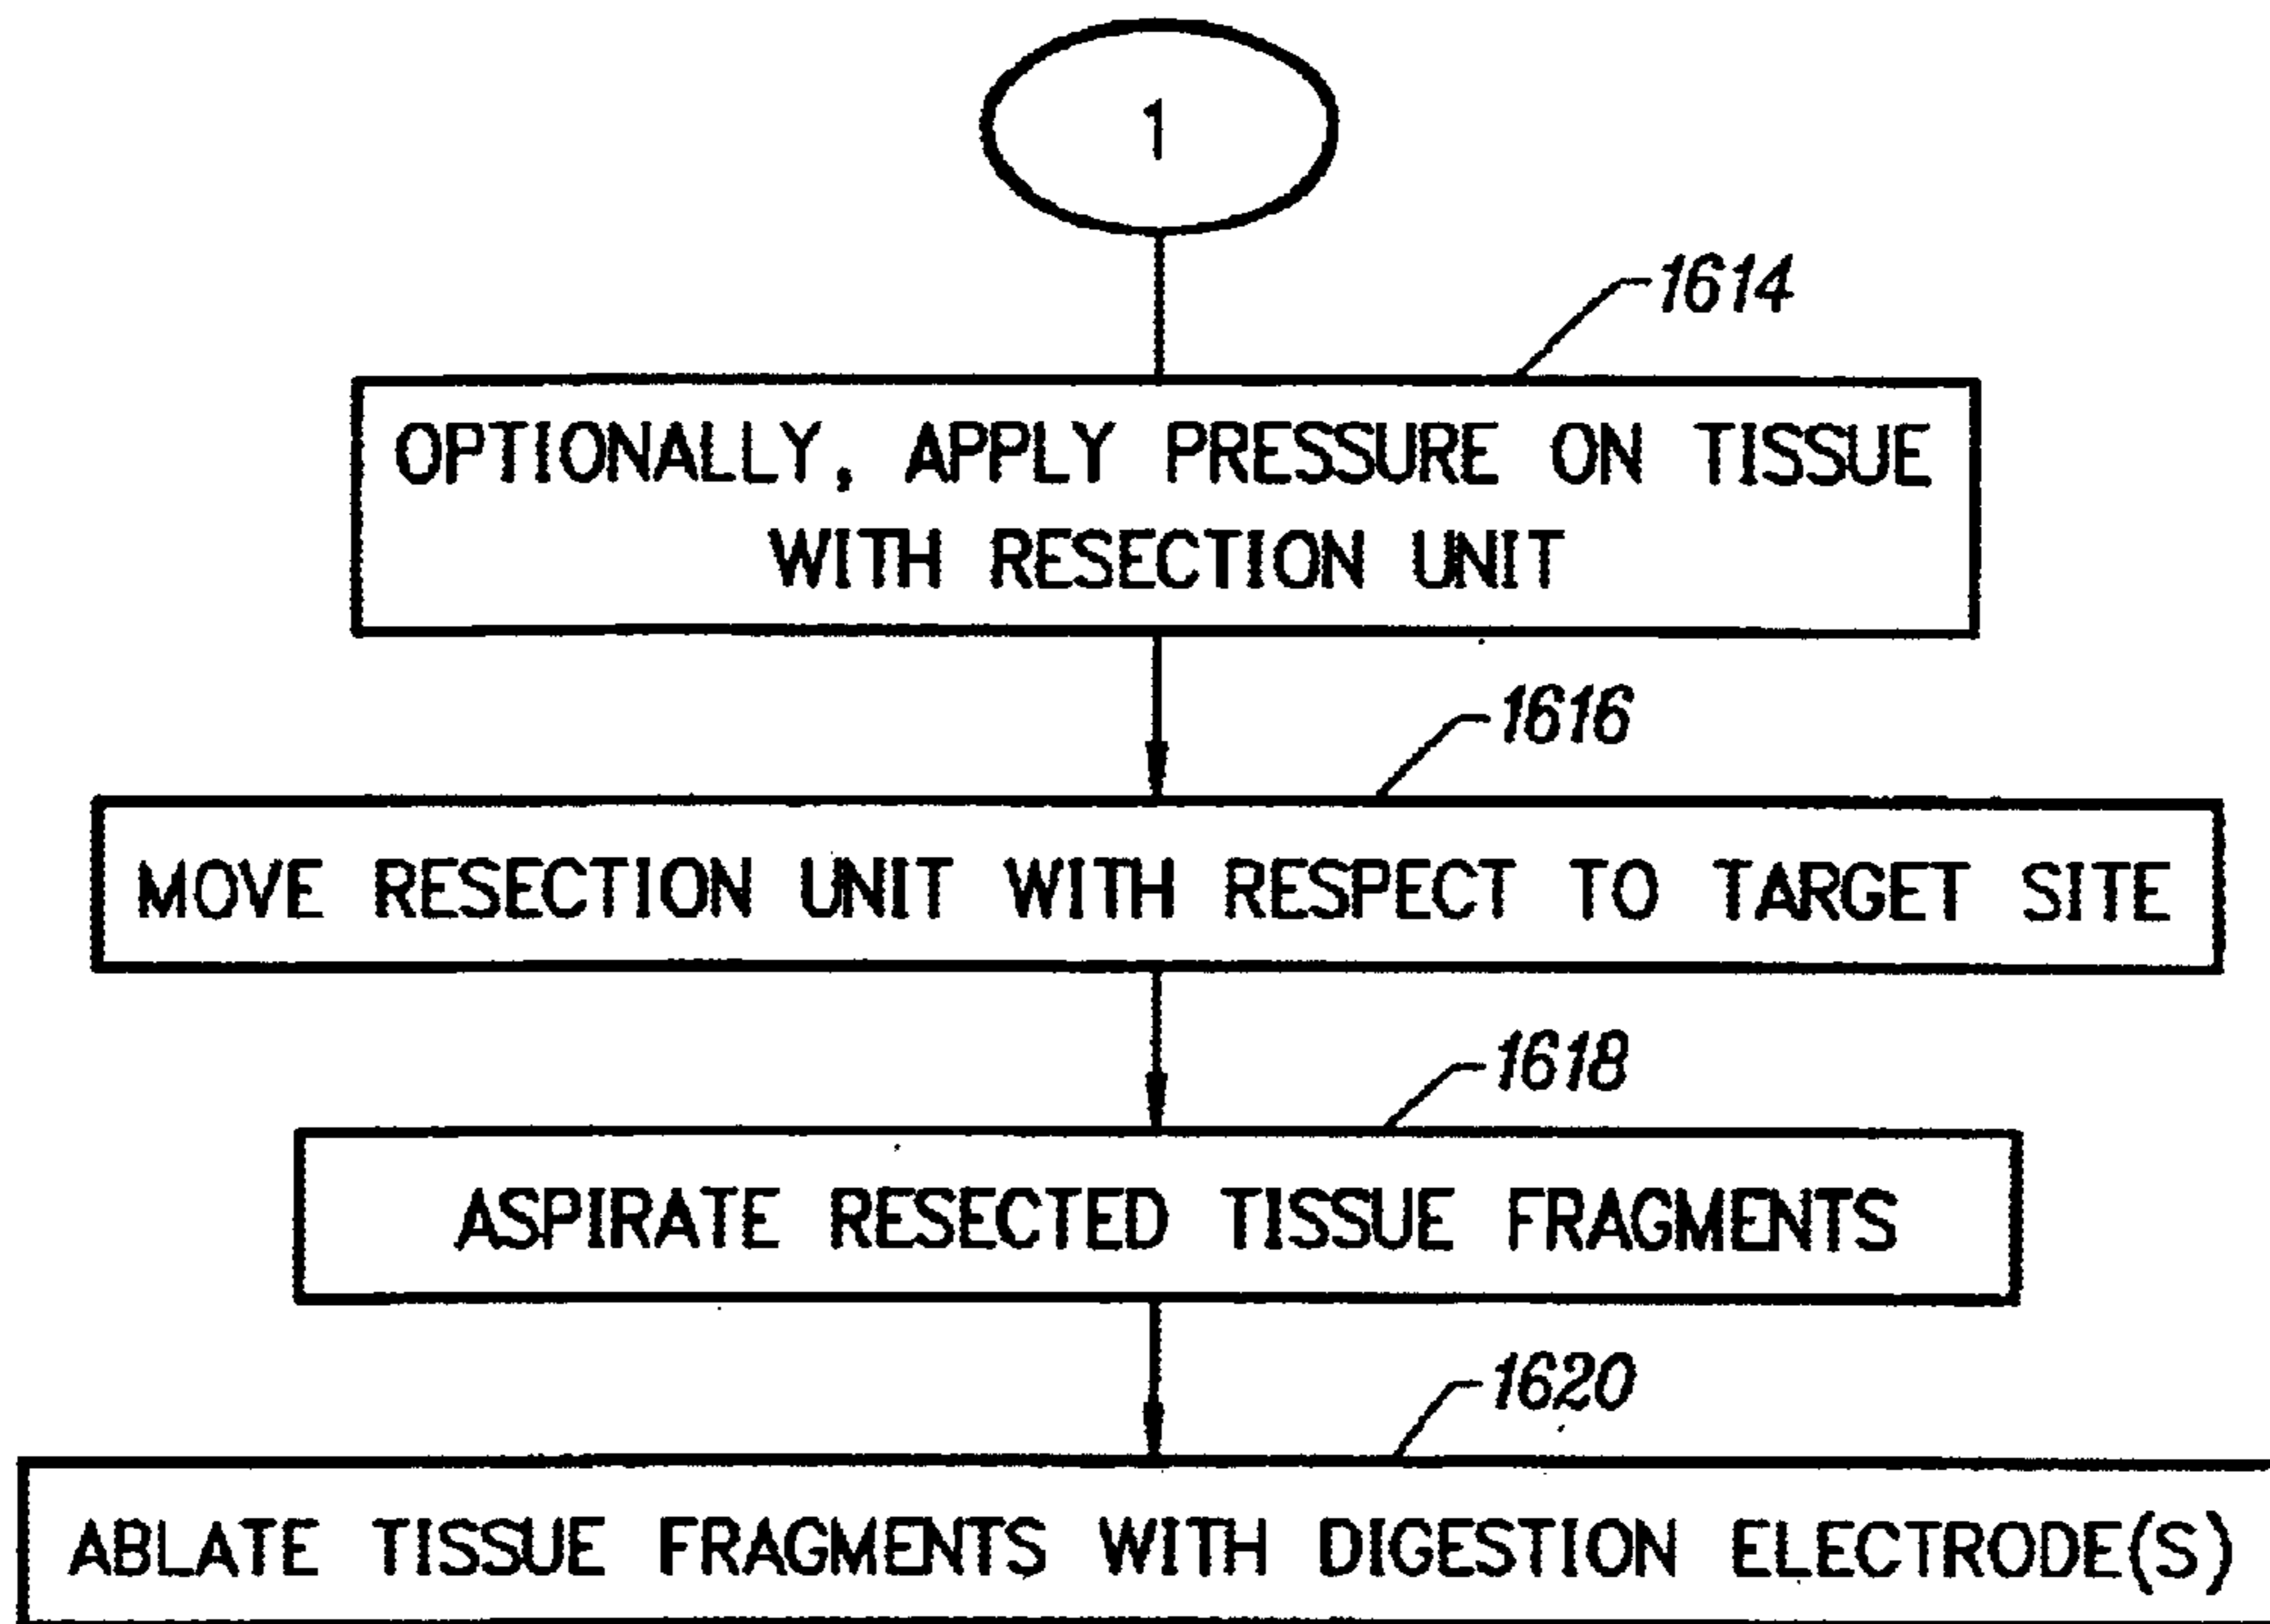 1
1614
OPTIONALLY, APPLY PRESSURE ON TISSUE
WITH RESECTION UNIT
1616
MOVE RESECTION UNIT WITH RESPECT TO TARGET SITE
1618
ASPIRATE RESECTED TISSUE FRAGMENTS
1620
ABLATE TISSUE FRAGMENTS WITH DIGESTION ELECTRODE(S)